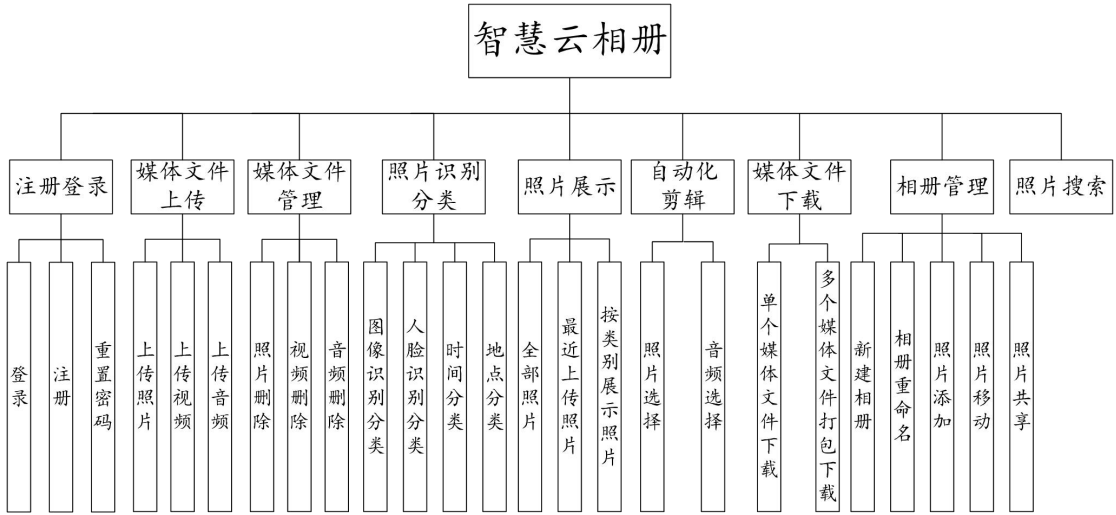 智慧云相册
注册登录
媒体文件
上传
媒体文件
管理
照片识别
分类
照片展示
自动化
剪辑
媒体文件
下载
相册管理
照片搜索
登录
注册
重置密码
上传照片
上传视频
上传音频
照片删除
视频删除
音频删除
图像识别分类
人脸识别分类
时间分类
地点分类
全部照片
最近上传照片
按类别展示照片
照片选择
音频选择
单个媒体文件下载
多个媒体文件打包下载
新建相册
相册重命名
照片添加
照片移动
照片共享